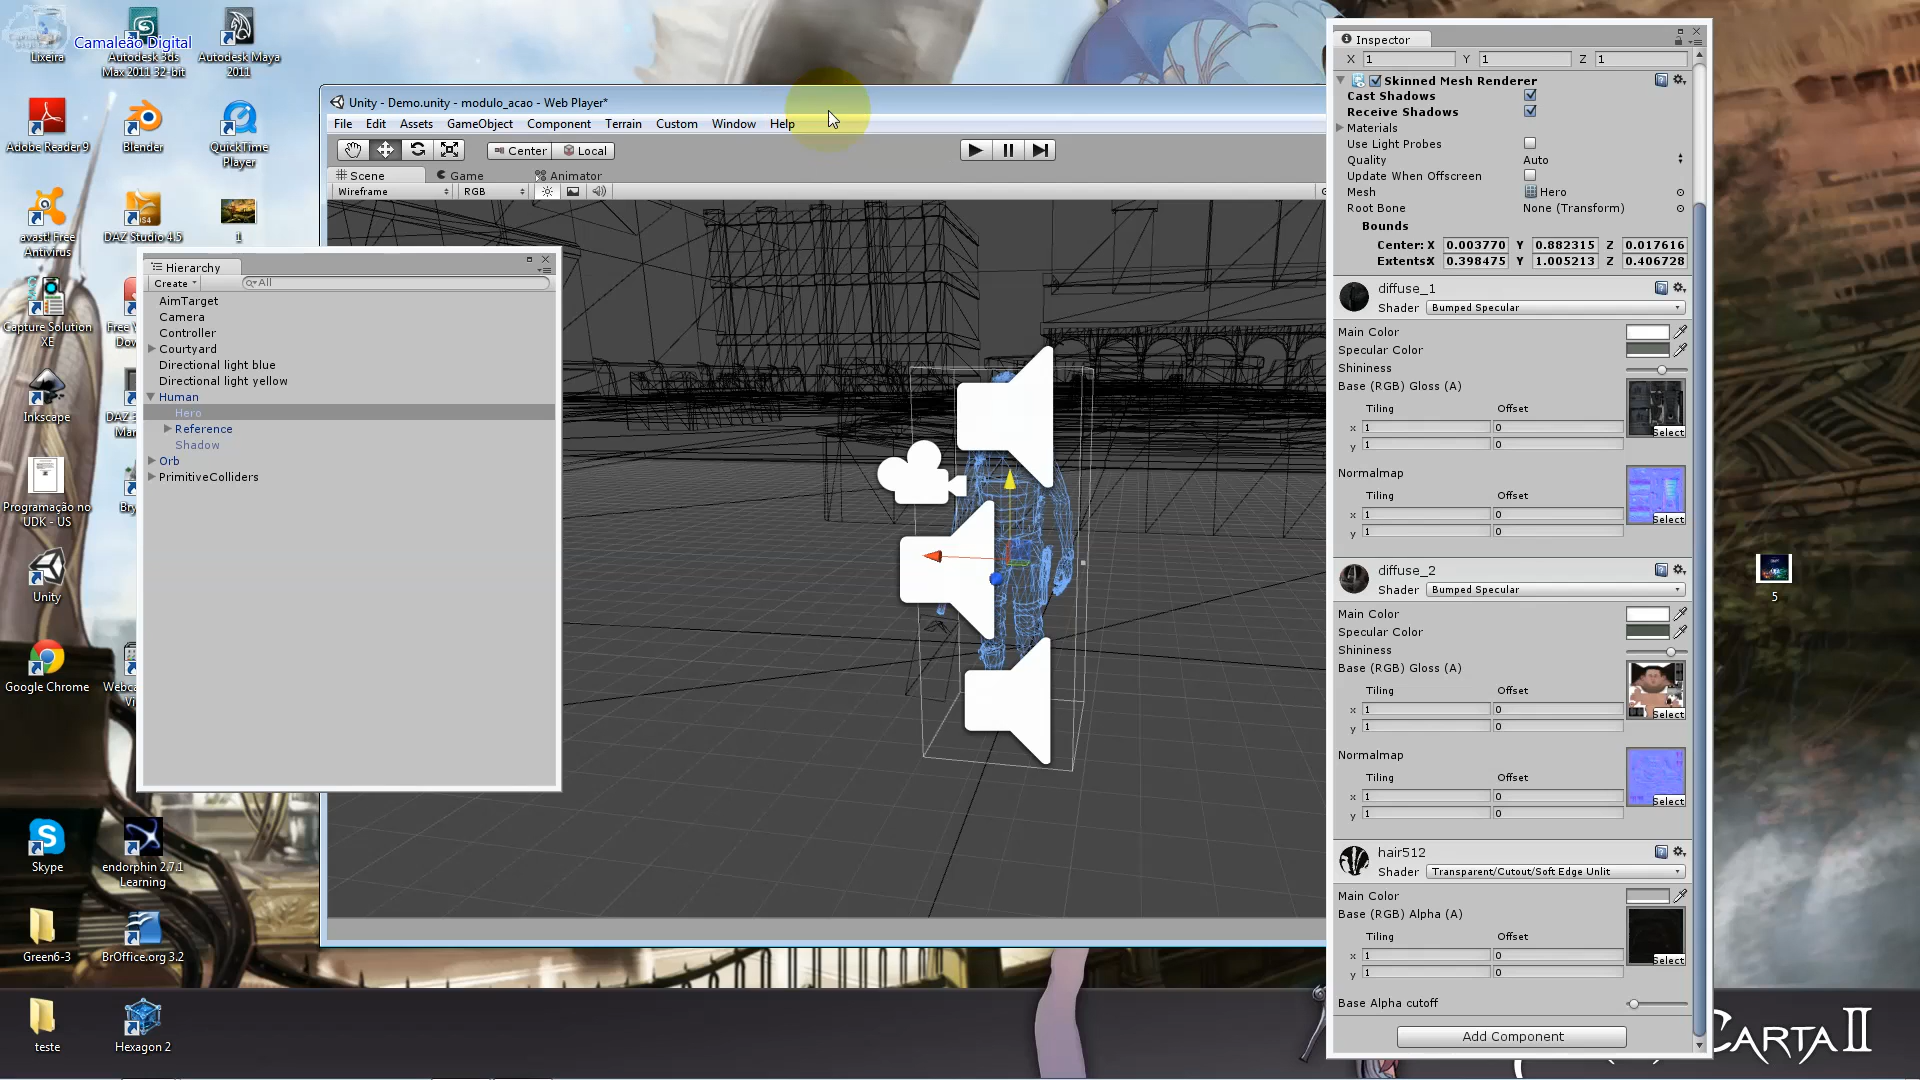 Camaleão Digital
Lixeira
Autodesk 3ds
Max 2011 32-bit
Autodesk Maya
2011
Adobe Reader 9
Blender
QuickTime
Player
avast! Free
Antivirus
DAZ Studio 4.5
1
Capture Solution
XE
Inkscape
Programação no
UDK - US
Unity
Google Chrome
Skype
endorphin 2.7.1
Learning
Green6-3
BrOffice.org 3.2
teste
Hexagon 2
Unity - Demo.unity - modulo_acao - Web Player*
File Edit Assets GameObject Component Terrain Custom Window Help
Center Local
Scene Game Animator
Wireframe RGB
Hierarchy
Create All
AimTarget
Camera
Controller
Courtyard
Directional light blue
Directional light yellow
Human
Hero
Reference
Shadow
Orb
PrimitiveColliders
Inspector
X 1 Y 1 Z 1
Skinned Mesh Renderer
Cast Shadows
Receive Shadows
Materials
Use Light Probes
Quality Auto
Update When Offscreen
Mesh Hero
Root Bone None (Transform)
Bounds
Center: X 0.003770 Y 0.882315 Z 0.017616
Extents: X 0.398475 Y 1.005213 Z 0.406728
diffuse_1
Shader Bumped Specular
Main Color
Specular Color
Shininess
Base (RGB) Gloss (A)
Tiling Offset
x 1 0
y 1 0
Select
Normalmap
Tiling Offset
x 1 0
y 1 0
Select
diffuse_2
Shader Bumped Specular
Main Color
Specular Color
Shininess
Base (RGB) Gloss (A)
Tiling Offset
x 1 0
y 1 0
Select
Normalmap
Tiling Offset
x 1 0
y 1 0
Select
hair512
Shader Transparent/Cutout/Soft Edge Unlit
Main Color
Base (RGB) Alpha (A)
Tiling Offset
x 1 0
y 1 0
Select
Base Alpha cutoff
Add Component
5
CARTA II